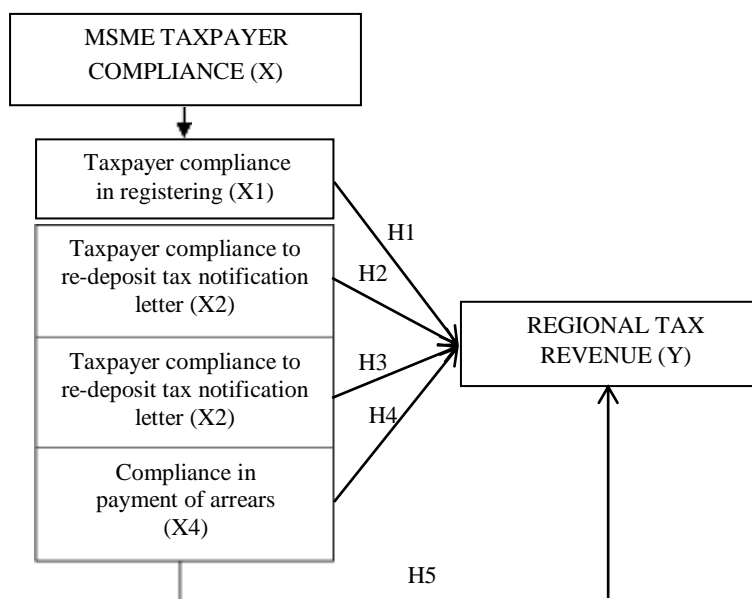 MSME TAXPAYER
COMPLIANCE (X)
Taxpayer compliance
in registering (X1)
H1
Taxpayer compliance to
re-deposit tax notification
letter (X2)
H2
REGIONAL TAX
REVENUE (Y)
Taxpayer compliance to
re-deposit tax notification
letter (X2)
H3
H4
Compliance in
payment of arrears
(X4)
H5